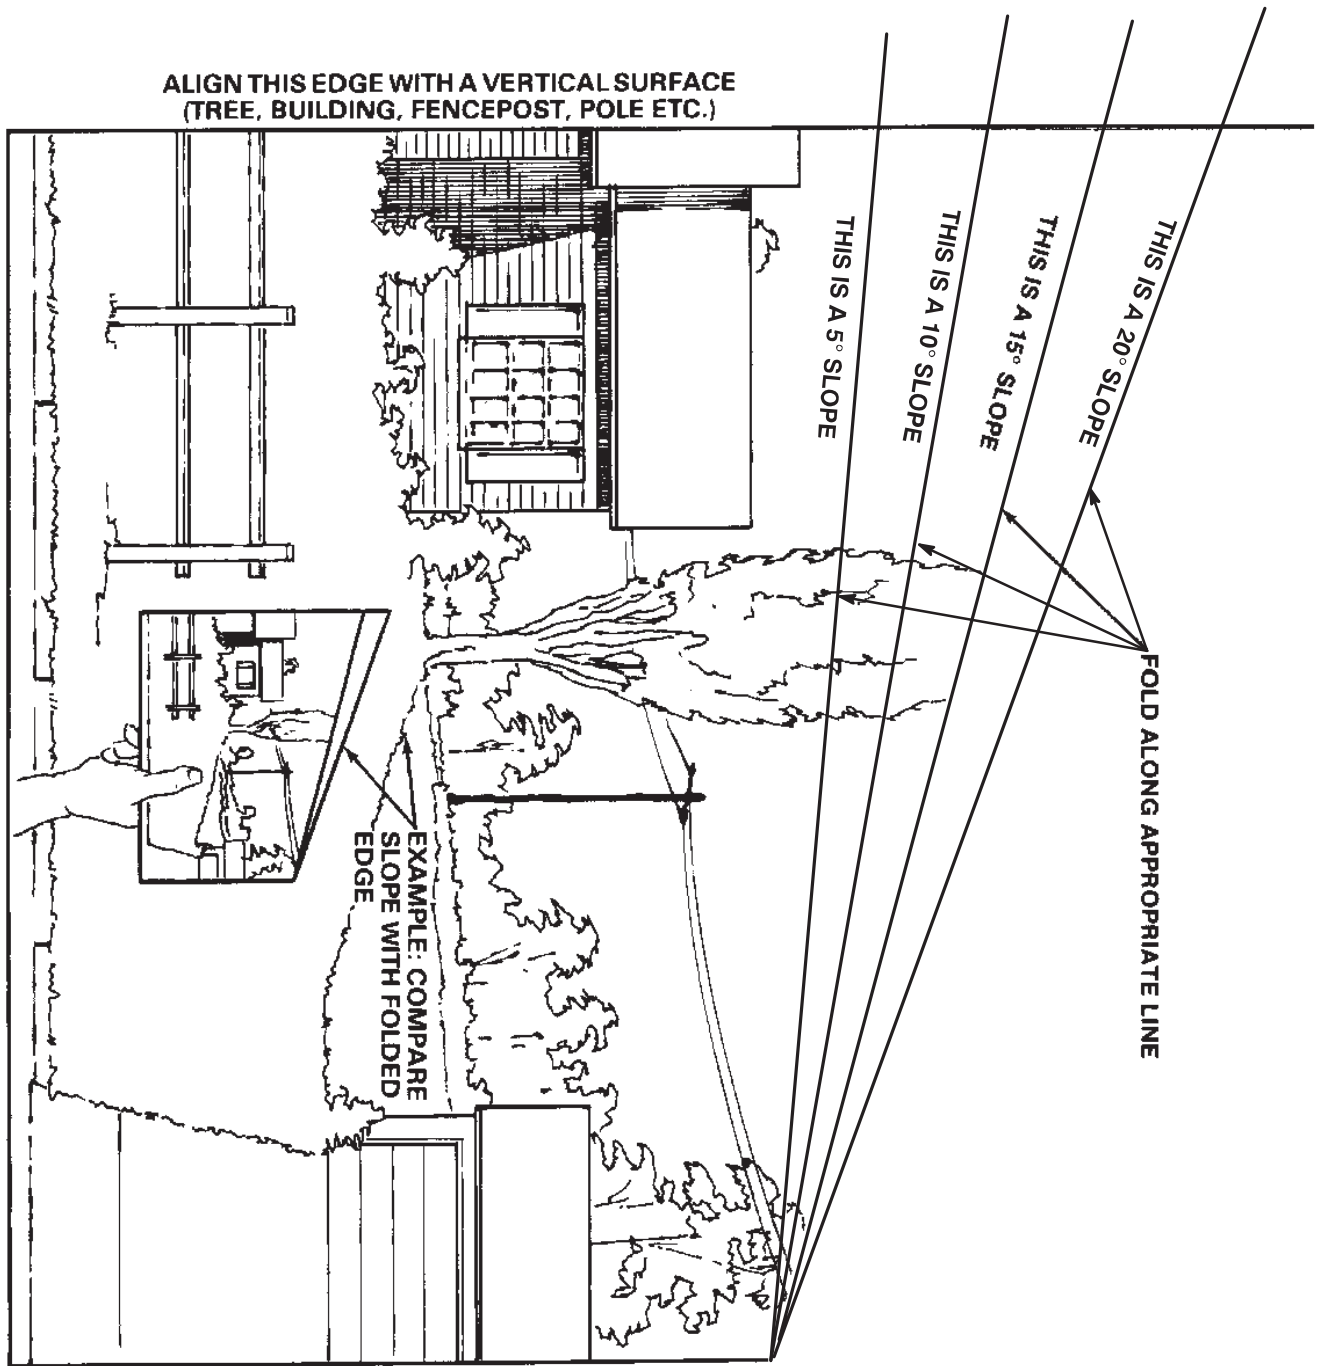 ALIGN THIS EDGE WITH A VERTICAL SURFACE
(TREE, BUILDING, FENCEPOST, POLE ETC.)
THIS IS A 20° SLOPE
THIS IS A 15° SLOPE
THIS IS A 10° SLOPE
THIS IS A 5° SLOPE
FOLD ALONG APPROPRIATE LINE
EXAMPLE: COMPARE
SLOPE WITH FOLDED
EDGE